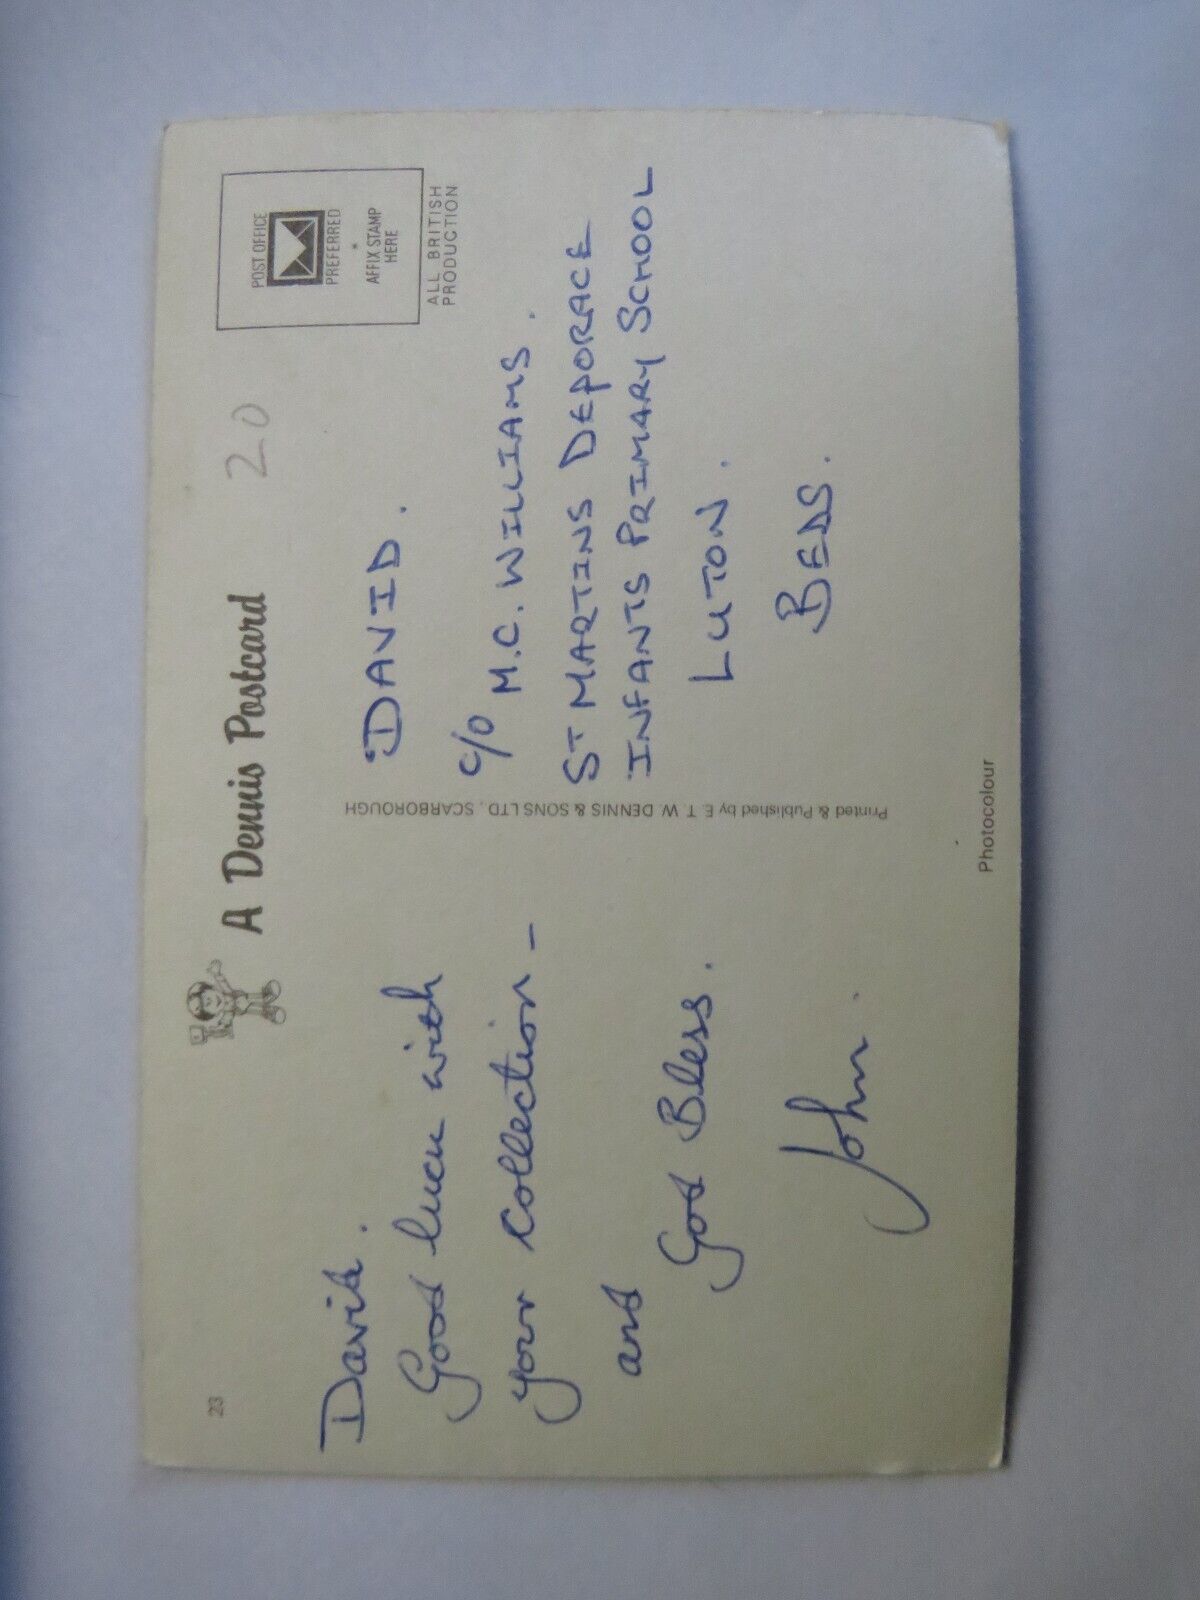 23
A Dennis Postcard
20
POST OFFICE
PREFERRED
*
AFFIX STAMP
HERE
ALL BRITISH
PRODUCTION
David.
Good luck with
your collection -
and
God Bless.
John.
Printed & Published by E. T. W. DENNIS & SONS LTD., SCARBOROUGH
DAVID.
c/o M.C. WILLIAMS.
ST MARTINS DEPORACE
INFANTS PRIMARY SCHOOL
LUTON.
BEDS.
Photocolour